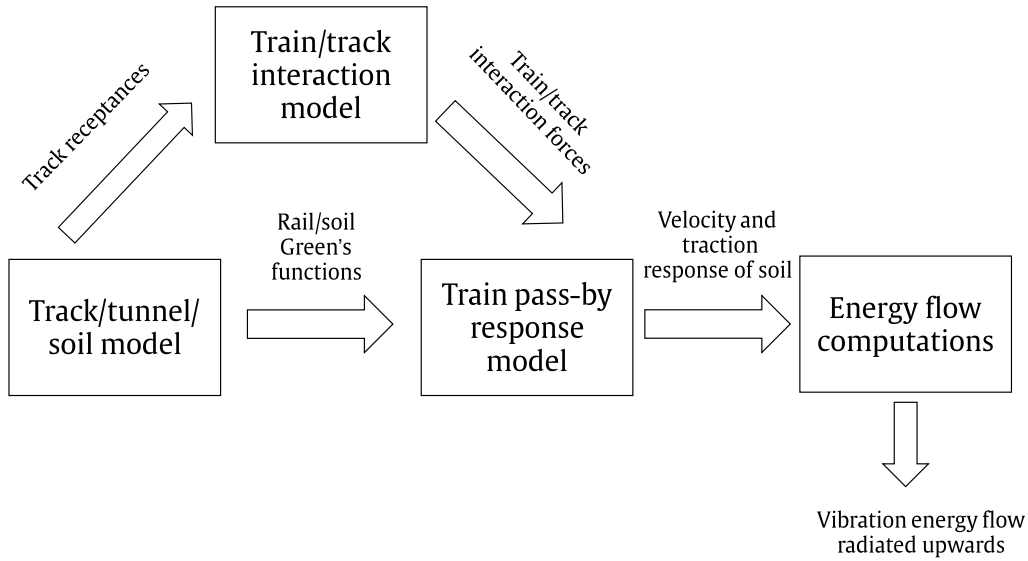 Train/track
interaction
model
Track receptances
Train/track
interaction forces
Track/tunnel/
soil model
Rail/soil
Green's
functions
Train pass-by
response
model
Velocity and
traction
response of soil
Energy flow
computations
Vibration energy flow
radiated upwards